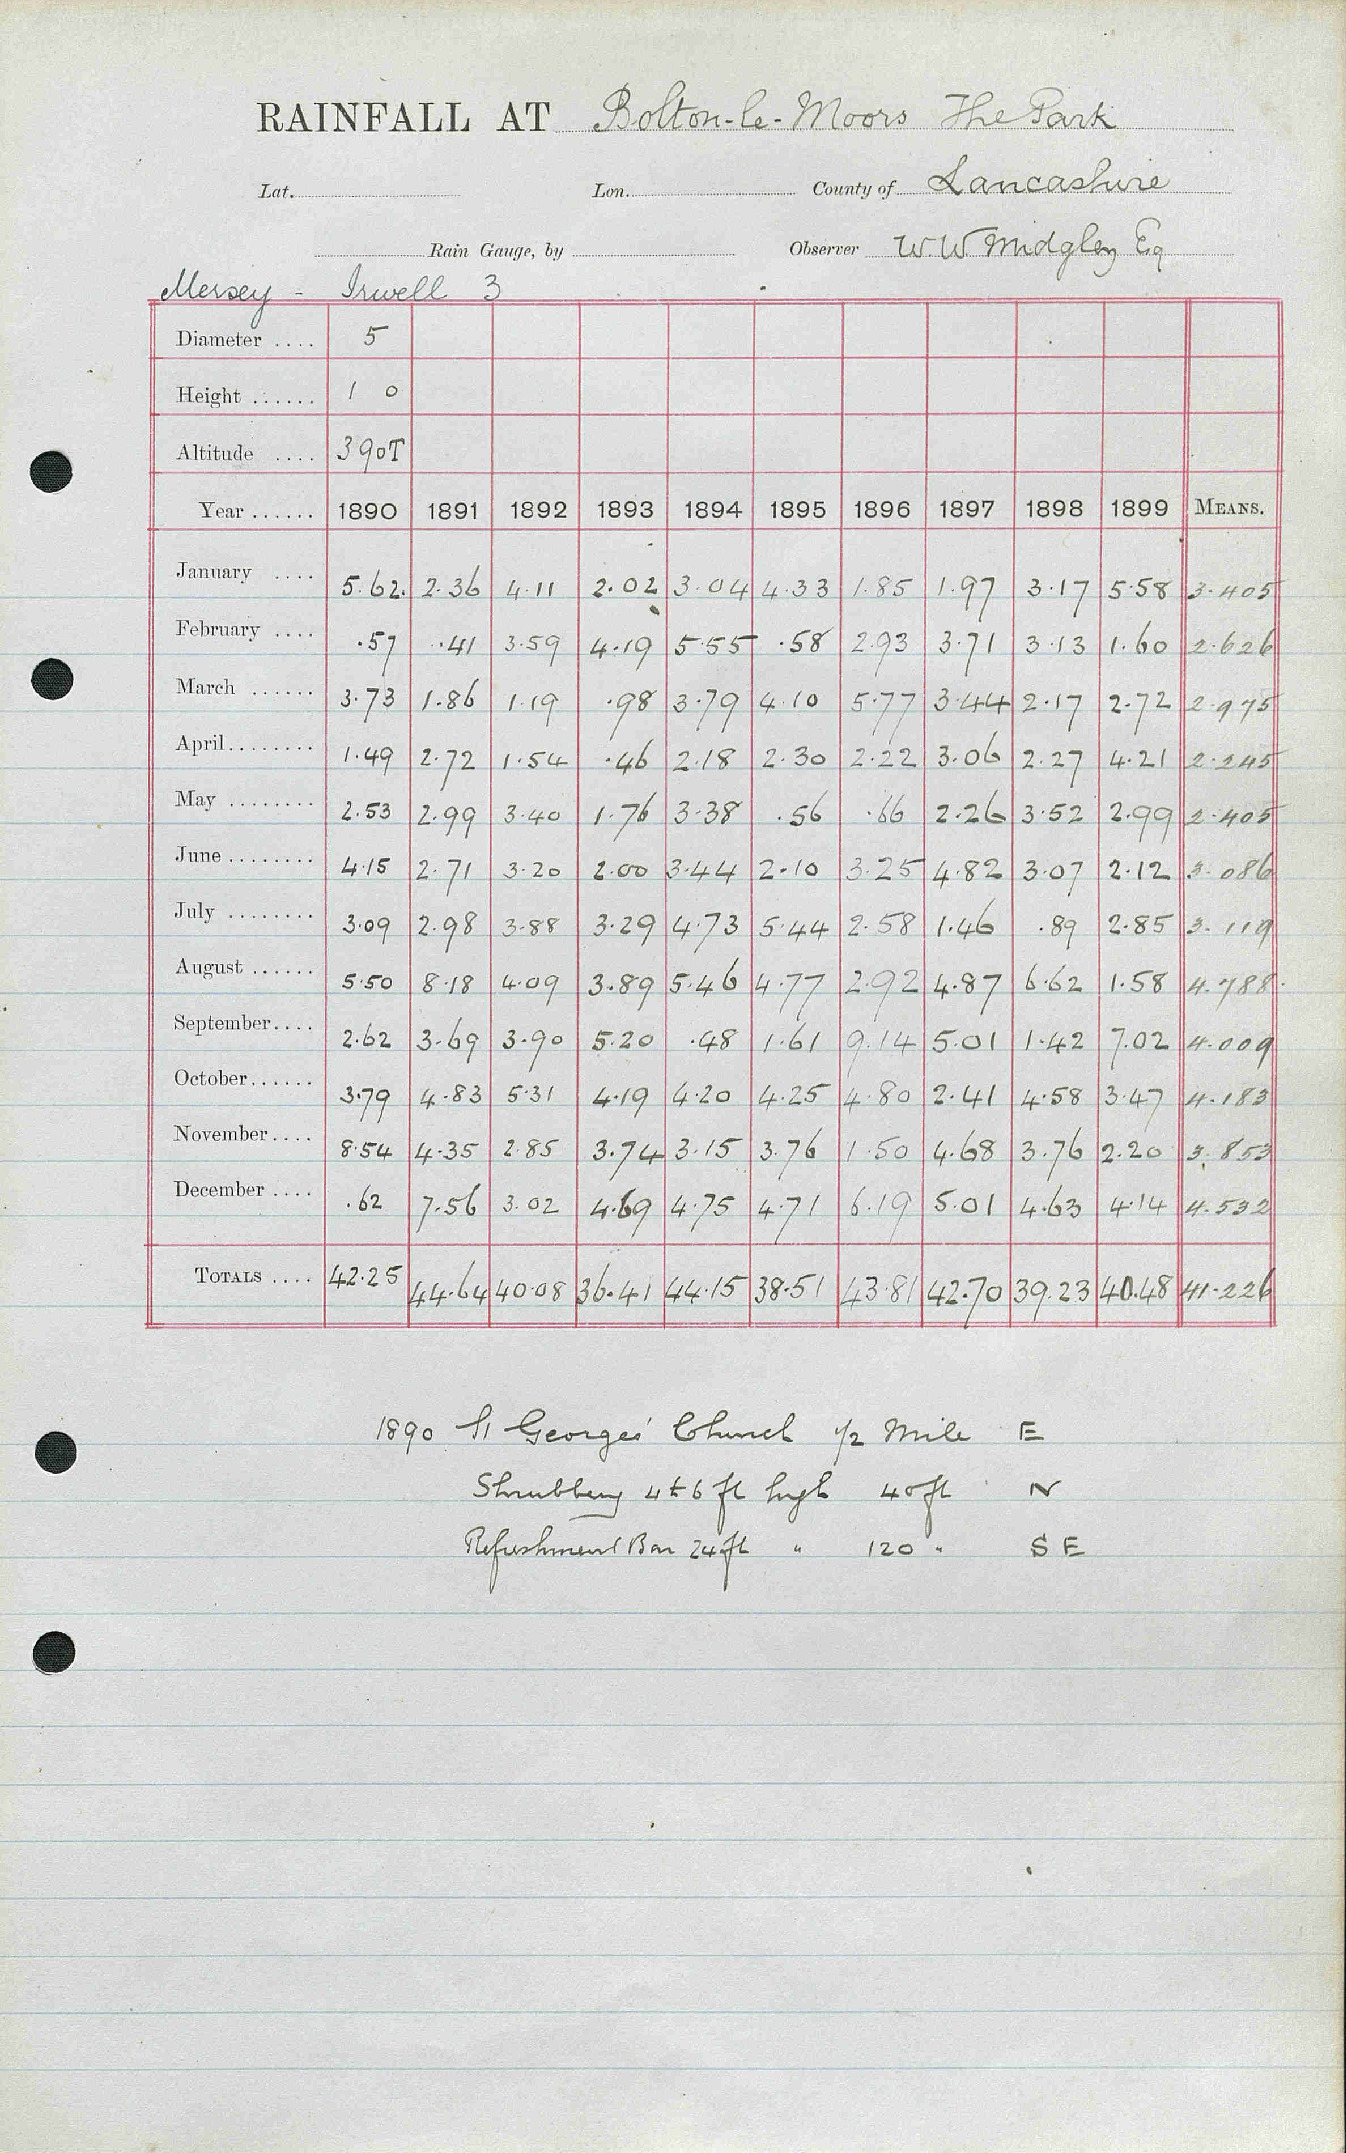 RAINFALL AT Bolton-le-Moors The Park
Lat. Lon. County of Lancashire
Rain Gauge, by Observer W.W. Midgley Eq
Mersey - Irwell 3
Diameter .... 5
Height ...... 1 0
Altitude .... 390T
Year ...... 1890 1891 1892 1893 1894 1895 1896 1897 1898 1899 MEANS.
January .... 5.62. 2.36 4.11 2.02 3.04 4.33 1.85 1.97 3.17 5.58 3.405
February .... .57 .41 3.59 4.19 5.55 .58 2.93 3.71 3.13 1.60 2.626
March ...... 3.73 1.86 1.19 .98 3.79 4.10 5.77 3.44 2.17 2.72 2.975
April........ 1.49 2.72 1.54 .46 2.18 2.30 2.22 3.06 2.27 4.21 2.245
May ........ 2.53 2.99 3.40 1.76 3.38 .56 .66 2.26 3.52 2.99 2.405
June ........ 4.15 2.71 3.20 2.00 3.44 2.10 3.25 4.82 3.07 2.12 3.086
July ........ 3.09 2.98 3.88 3.29 4.73 5.44 2.58 1.46 .89 2.85 3.119
August ...... 5.50 8.18 4.09 3.89 5.46 4.77 2.92 4.87 6.62 1.58 4.788
September.... 2.62 3.69 3.90 5.20 .48 1.61 9.14 5.01 1.42 7.02 4.009
October...... 3.79 4.83 5.31 4.19 4.20 4.25 4.80 2.41 4.58 3.47 4.183
November.... 8.54 4.35 2.85 3.74 3.15 3.76 1.50 4.68 3.76 2.20 3.853
December .... .62 7.56 3.02 4.69 4.75 4.71 6.19 5.01 4.63 4.14 4.532
TOTALS .... 42.25 44.64 40.08 36.41 44.15 38.51 43.81 42.70 39.23 40.48 41.226
1890 St Georges' Church 1/2 Mile E
Shrubbery 4 to 6 ft high 40 ft N
Refreshment Bar 24 ft " 120 " S E